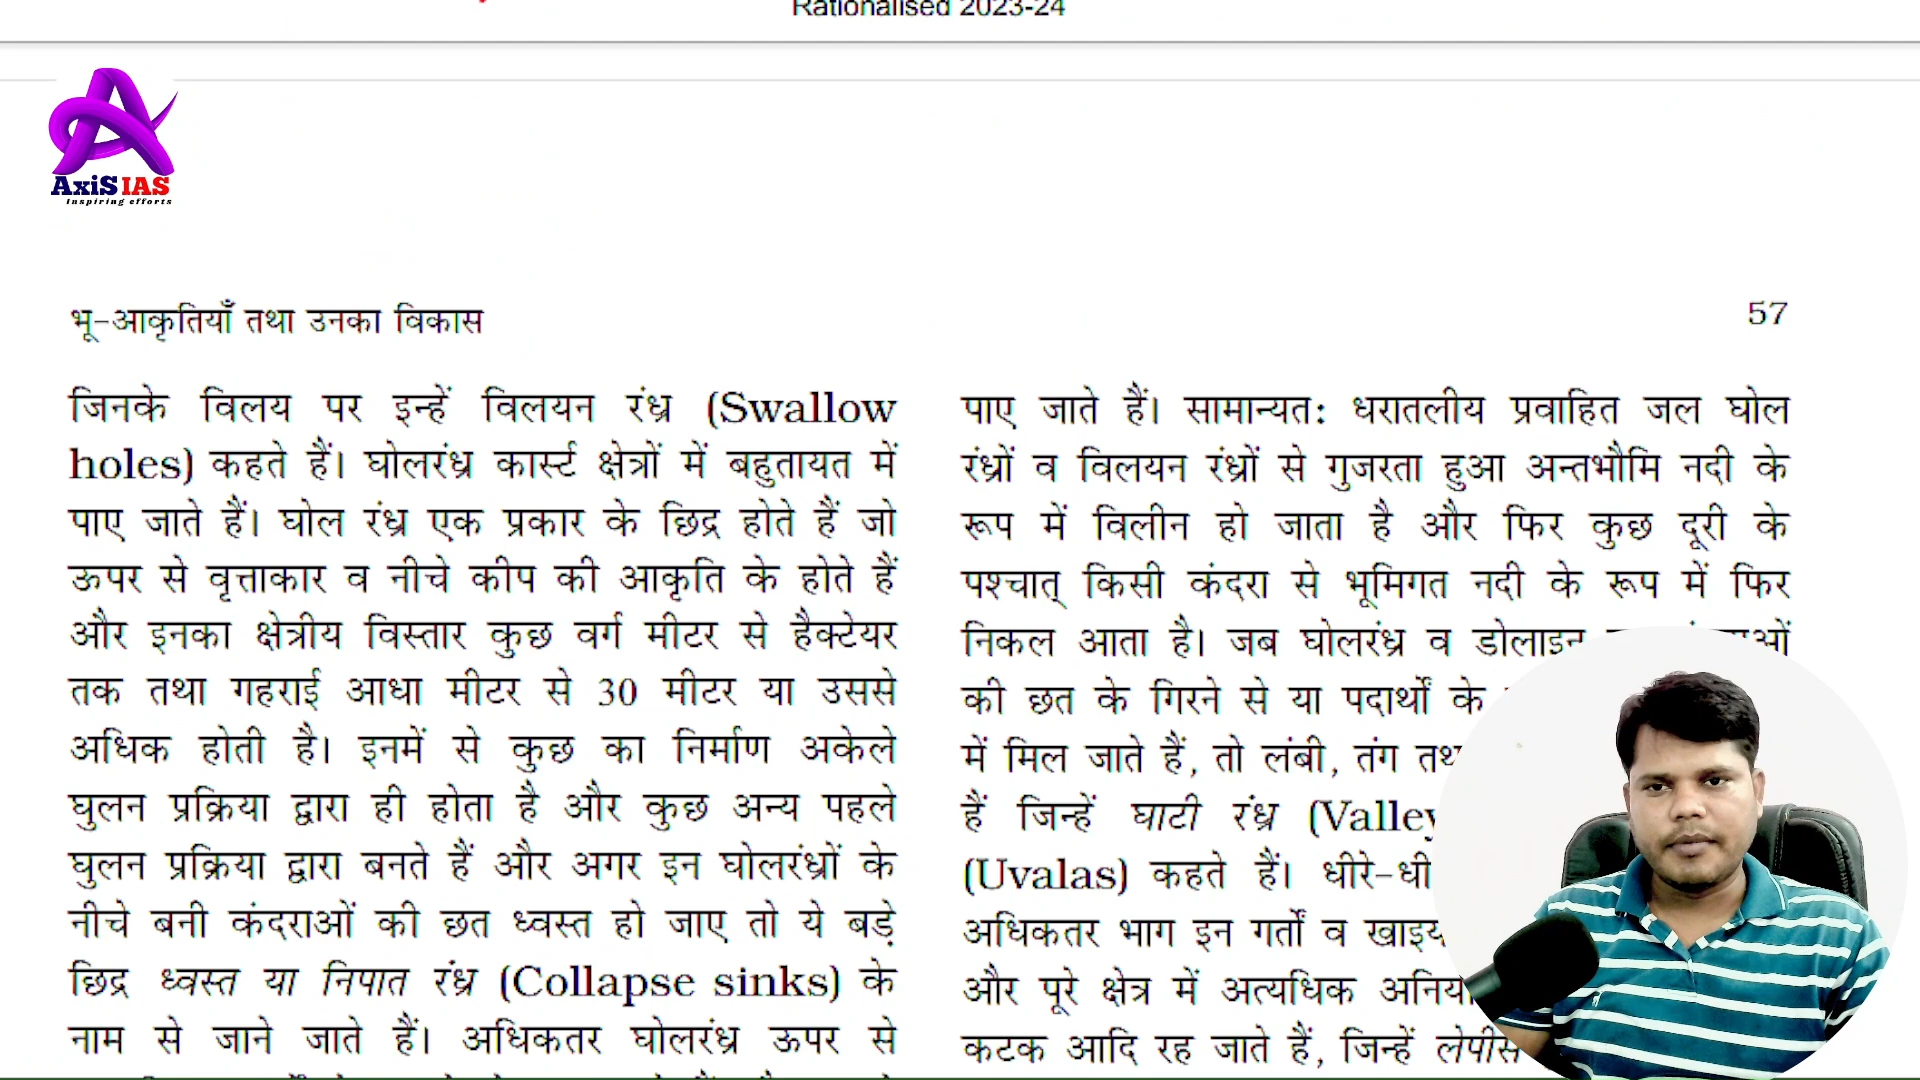 Rationalised 2023-24
AxiS IAS
Inspiring efforts
भू-आकृतियाँ तथा उनका विकास
57
जिनके विलय पर इन्हें विलयन रंध्र (Swallow
holes) कहते हैं। घोलरंध्र कार्स्ट क्षेत्रों में बहुतायत में
पाए जाते हैं। घोल रंध्र एक प्रकार के छिद्र होते हैं जो
ऊपर से वृत्ताकार व नीचे कीप की आकृति के होते हैं
और इनका क्षेत्रीय विस्तार कुछ वर्ग मीटर से हैक्टेयर
तक तथा गहराई आधा मीटर से 30 मीटर या उससे
अधिक होती है। इनमें से कुछ का निर्माण अकेले
घुलन प्रक्रिया द्वारा ही होता है और कुछ अन्य पहले
घुलन प्रक्रिया द्वारा बनते हैं और अगर इन घोलरंध्रों के
नीचे बनी कंदराओं की छत ध्वस्त हो जाए तो ये बड़े
छिद्र ध्वस्त या निपात रंध्र (Collapse sinks) के
नाम से जाने जाते हैं। अधिकतर घोलरंध्र ऊपर से
पाए जाते हैं। सामान्यत: धरातलीय प्रवाहित जल घोल
रंध्रों व विलयन रंध्रों से गुजरता हुआ अन्तभौमि नदी के
रूप में विलीन हो जाता है और फिर कुछ दूरी के
पश्चात् किसी कंदरा से भूमिगत नदी के रूप में फिर
निकल आता है। जब घोलरंध्र व डोलाइन
की छत के गिरने से या पदार्थों के
में मिल जाते हैं, तो लंबी, तंग
हैं जिन्हें घाटी रंध्र (Valley
(Uvalas) कहते हैं। धीरे-धी
अधिकतर भाग इन गर्तों व
और पूरे क्षेत्र में अत्यधिक
कटक आदि रह जाते हैं, जिन्हें लेपीस